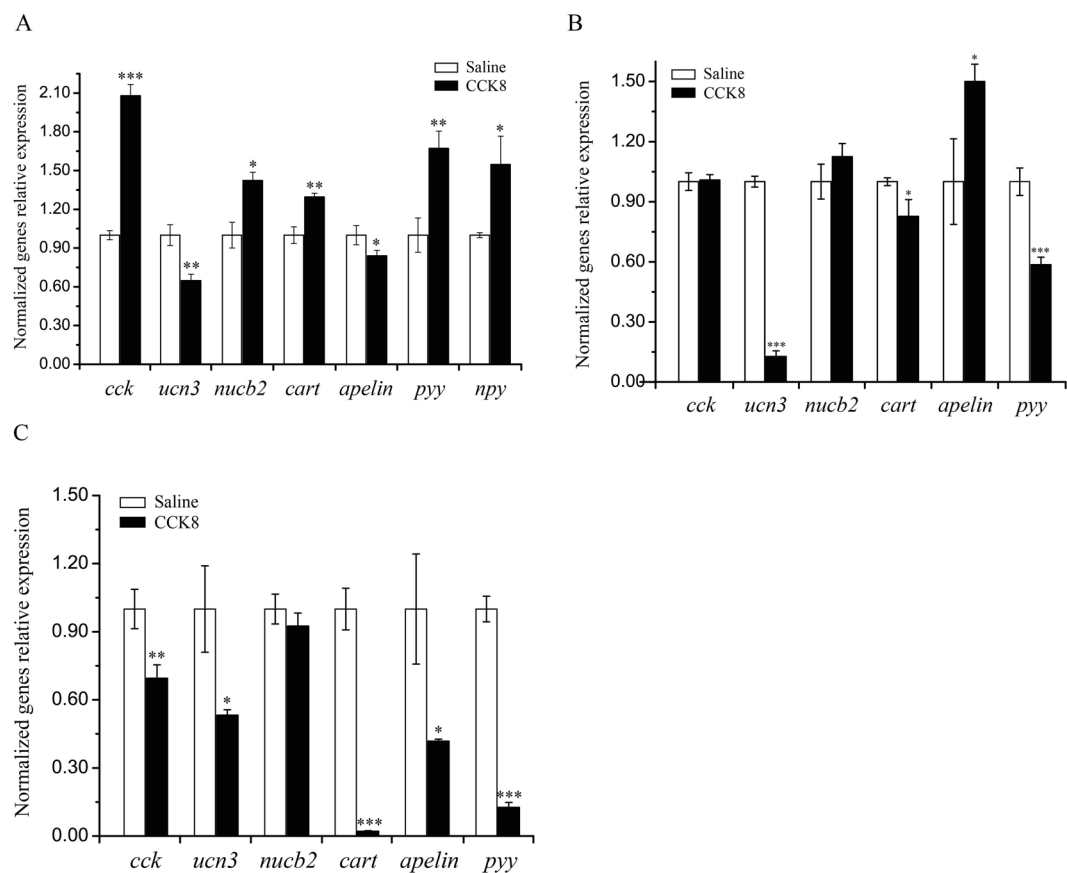 A
Normalized genes relative expression
Saline
CCK8
2.10
1.80
1.50
1.20
0.90
0.60
0.30
0.00
***
**
*
**
*
**
*
cck ucn3 nucb2 cart apelin pyy npy
B
Normalized genes relative expression
Saline
CCK8
1.50
1.20
0.90
0.60
0.30
0.00
***
*
*
***
cck ucn3 nucb2 cart apelin pyy
C
Normalized genes relative expression
Saline
CCK8
1.50
1.20
0.90
0.60
0.30
0.00
**
*
***
*
***
cck ucn3 nucb2 cart apelin pyy